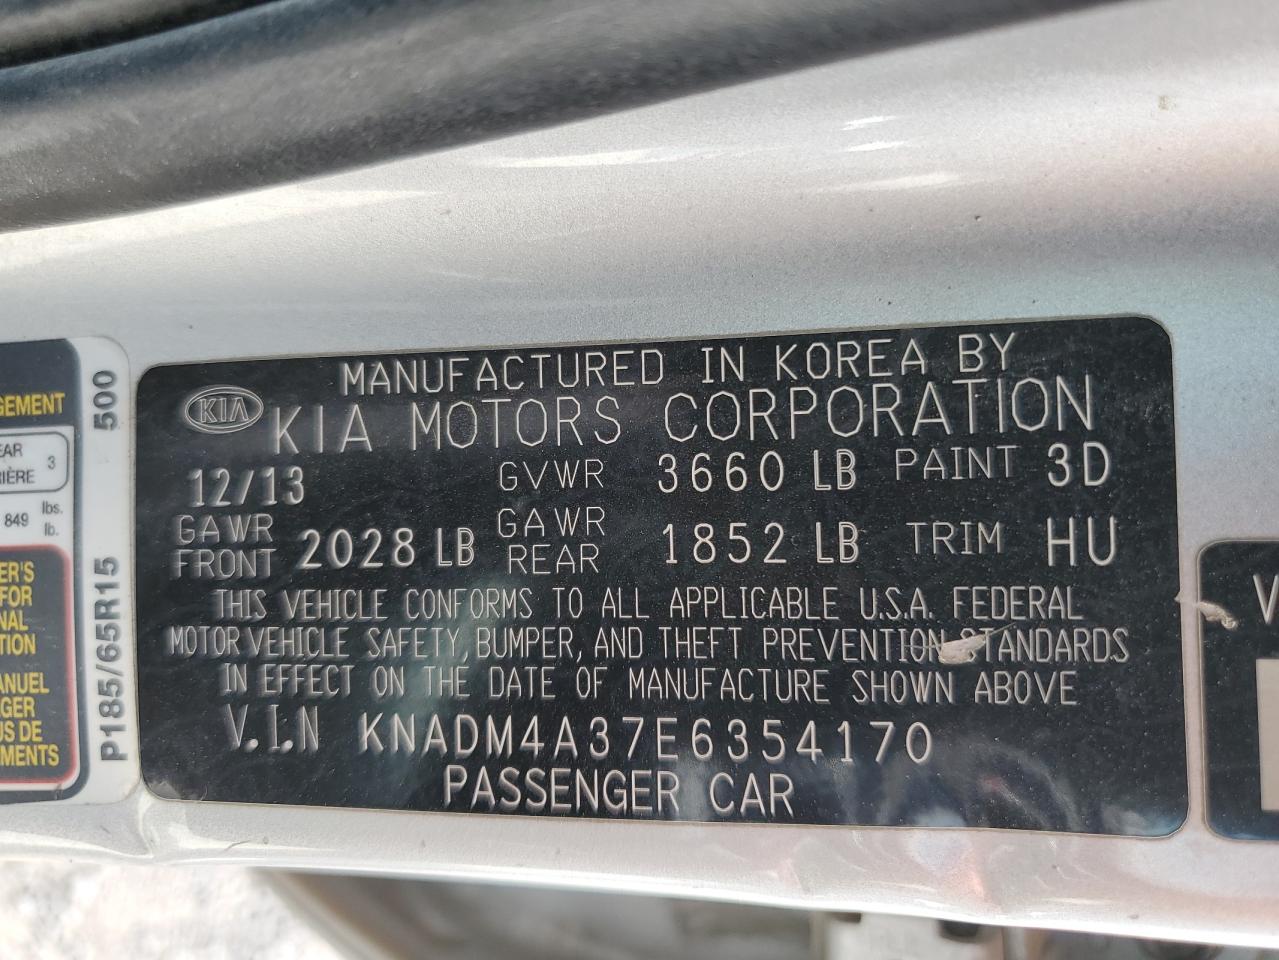 MANUFACTURED IN KOREA BY
KIA KIA MOTORS CORPORATION
12/13 GVWR 3660 LB PAINT 3D
GAWR FRONT 2028 LB GAWR REAR 1852 LB TRIM HU
THIS VEHICLE CONFORMS TO ALL APPLICABLE U.S.A. FEDERAL
MOTOR VEHICLE SAFETY, BUMPER, AND THEFT PREVENTION STANDARDS
IN EFFECT ON THE DATE OF MANUFACTURE SHOWN ABOVE
V.I.N KNADM4A37E6354170
PASSENGER CAR
500
P185/65R15
GEMENT
EAR 3
IÈRE
849 lbs.
lb.
ER'S
FOR
NAL
TION
ANUEL
GER
US DE
EMENTS
V